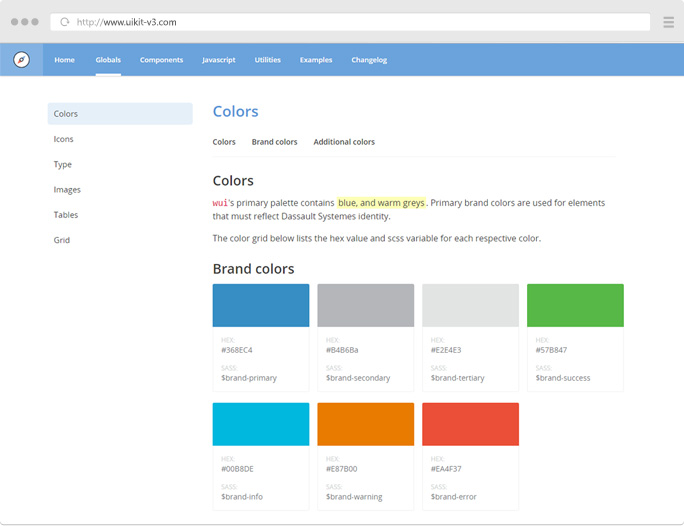 http://www.uikit-v3.com
Home Globals Components Javascript Utilities Examples Changelog
Colors
Icons
Type
Images
Tables
Grid
Colors
Colors Brand colors Additional colors
Colors
wui's primary palette contains blue, and warm greys. Primary brand colors are used for elements
that must reflect Dassault Systemes identity.
The color grid below lists the hex value and scss variable for each respective color.
Brand colors
HEX:
#368EC4
SASS:
$brand-primary
HEX:
#B4B6Ba
SASS:
$brand-secondary
HEX:
#E2E4E3
SASS:
$brand-tertiary
HEX:
#57B847
SASS:
$brand-success
HEX:
#00B8DE
SASS:
$brand-info
HEX:
#E87B00
SASS:
$brand-warning
HEX:
#EA4F37
SASS:
$brand-error